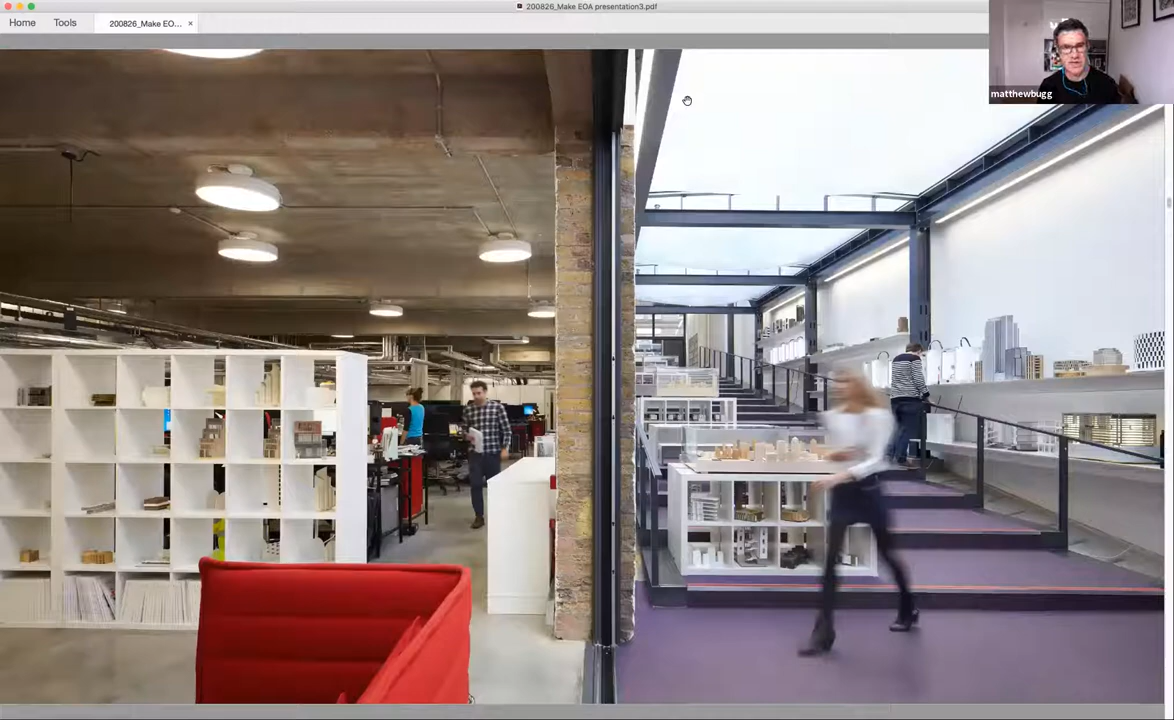 200826_Make EOA presentation3.pdf
Home
Tools
200826_Make EO...
×
matthewbugg